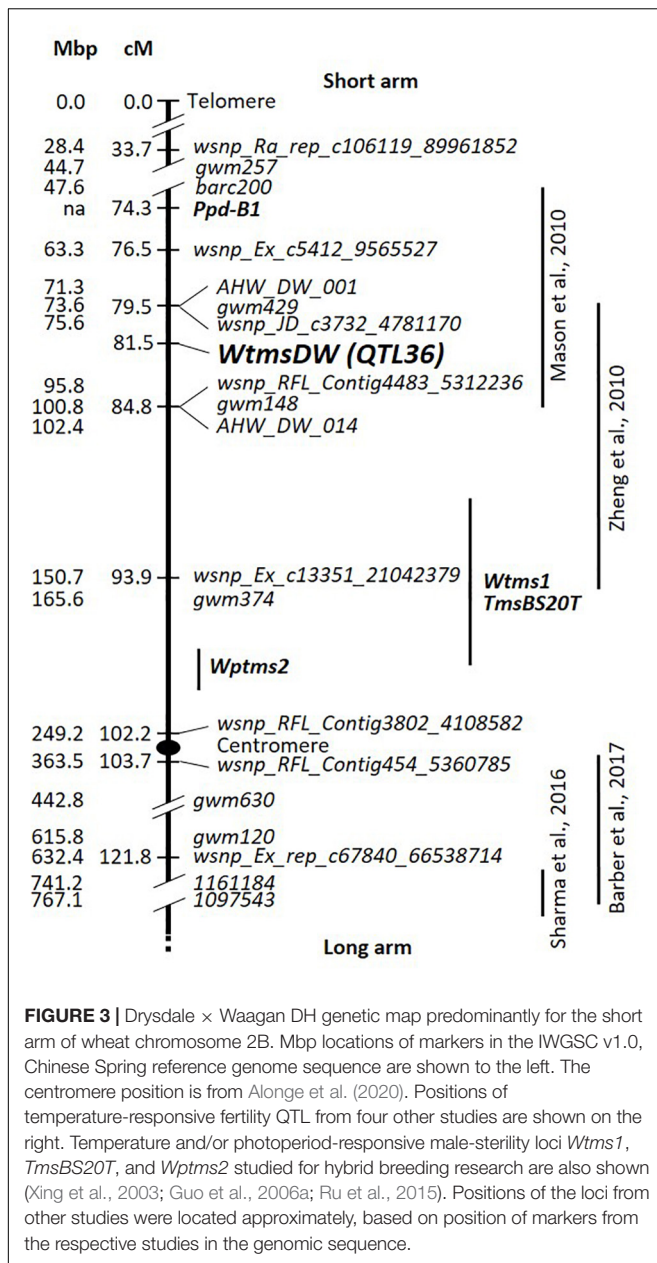 Mbp cM
Short arm
0.0 0.0 Telomere
28.4 33.7 wsnp_Ra_rep_c106119_89961852
44.7 gwm257
47.6 barc200
na 74.3 Ppd-B1
63.3 76.5 wsnp_Ex_c5412_9565527
71.3 AHW_DW_001
73.6 79.5 gwm429
75.6 wsnp_JD_c3732_4781170
81.5 WtmsDW (QTL36)
95.8 wsnp_RFL_Contig4483_5312236
100.8 84.8 gwm148
102.4 AHW_DW_014
150.7 93.9 wsnp_Ex_c13351_21042379
165.6 gwm374
Wtms1
TmsBS20T
Wptms2
249.2 102.2 wsnp_RFL_Contig3802_4108582
Centromere
363.5 103.7 wsnp_RFL_Contig454_5360785
442.8 gwm630
615.8 gwm120
632.4 121.8 wsnp_Ex_rep_c67840_66538714
741.2 1161184
767.1 1097543
Long arm
Mason et al., 2010
Zheng et al., 2010
Sharma et al., 2016
Barber et al., 2017
FIGURE 3 | Drysdale × Waagan DH genetic map predominantly for the short
arm of wheat chromosome 2B. Mbp locations of markers in the IWGSC v1.0,
Chinese Spring reference genome sequence are shown to the left. The
centromere position is from Alonge et al. (2020). Positions of
temperature-responsive fertility QTL from four other studies are shown on the
right. Temperature and/or photoperiod-responsive male-sterility loci Wtms1,
TmsBS20T, and Wptms2 studied for hybrid breeding research are also shown
(Xing et al., 2003; Guo et al., 2006a; Ru et al., 2015). Positions of the loci from
other studies were located approximately, based on position of markers from
the respective studies in the genomic sequence.